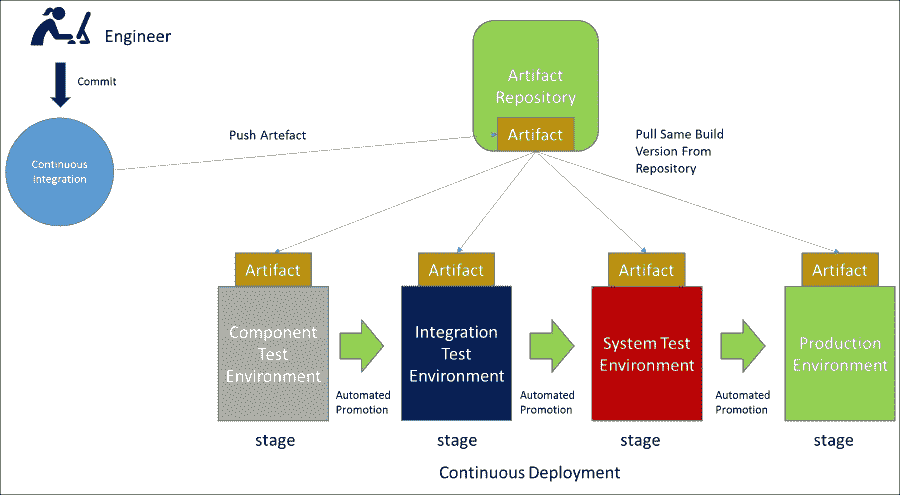 Engineer
Commit
Continuous
Integration
Push Artefact
Artifact
Repository
Artifact
Pull Same Build
Version From
Repository
Artifact
Artifact
Artifact
Artifact
Component
Test
Environment
Automated
Promotion
Integration
Test
Environment
Automated
Promotion
System Test
Environment
Automated
Promotion
Production
Environment
stage
stage
stage
stage
Continuous Deployment